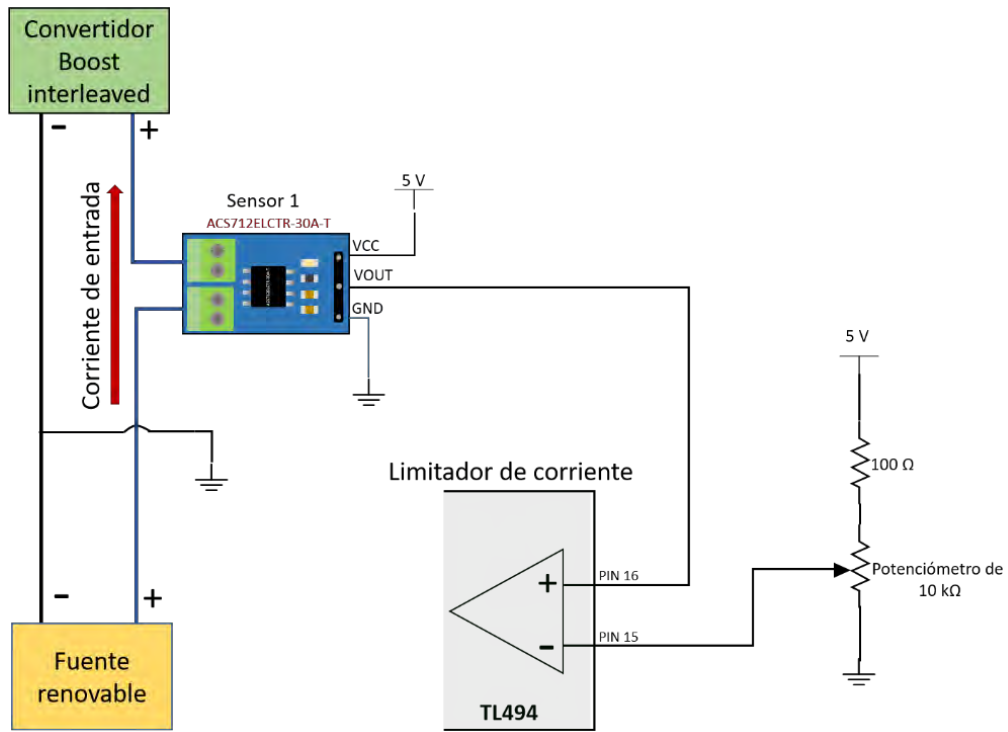 Convertidor
Boost
interleaved
-
+
Corriente de entrada
Sensor 1
ACS712ELCTR-30A-T
5 V
VCC
VOUT
GND
5 V
100 Ω
Potenciómetro de
10 kΩ
Limitador de corriente
+
PIN 16
-
PIN 15
TL494
-
+
Fuente
renovable